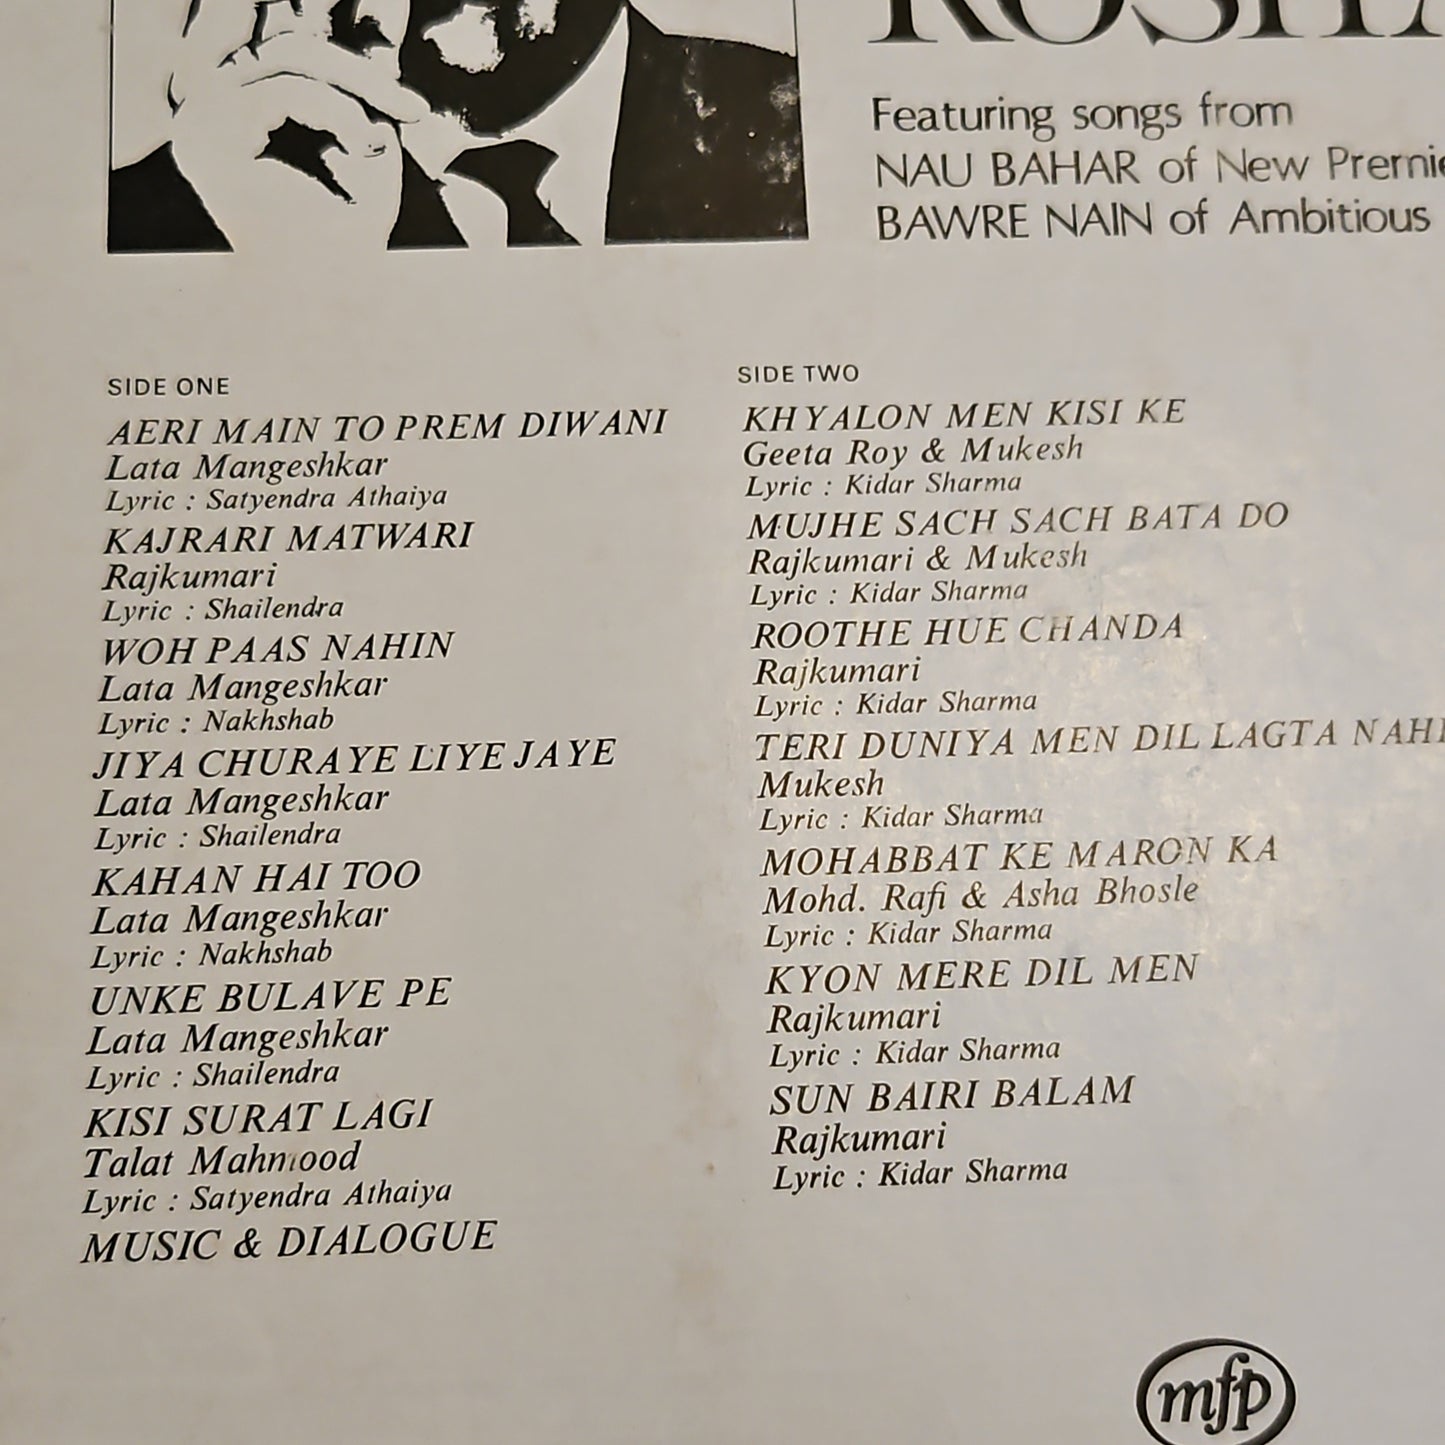 Featuring songs from
NAU BAHAR of New
BAWRE NAIN of Ambitious
SIDE ONE
AERI MAIN TO PREM DIWANI
Lata Mangeshkar
Lyric : Satyendra Athaiya
KAJRARI MATWARI
Rajkumari
Lyric : Shailendra
WOH PAAS NAHIN
Lata Mangeshkar
Lyric : Nakhshab
JIYA CHURAYE LIYE JAYE
Lata Mangeshkar
Lyric : Shailendra
KAHAN HAI TOO
Lata Mangeshkar
Lyric : Nakhshab
UNKE BULAVE PE
Lata Mangeshkar
Lyric : Shailendra
KISI SURAT LAGI
Talat Mahmood
Lyric : Satyendra Athaiya
MUSIC & DIALOGUE
SIDE TWO
KHYALON MEN KISI KE
Geeta Roy & Mukesh
Lyric : Kidar Sharma
MUJHE SACH SACH BATA DO
Rajkumari & Mukesh
Lyric : Kidar Sharma
ROOTHE HUE CHANDA
Rajkumari
Lyric : Kidar Sharma
TERI DUNIYA MEN DIL LAGTA
Mukesh
Lyric : Kidar Sharma
MOHABBAT KE MARON KA
Mohd. Rafi & Asha Bhosle
Lyric : Kidar Sharma
KYON MERE DIL MEN
Rajkumari
Lyric : Kidar Sharma
SUN BAIRI BALAM
Rajkumari
Lyric : Kidar Sharma
mfp